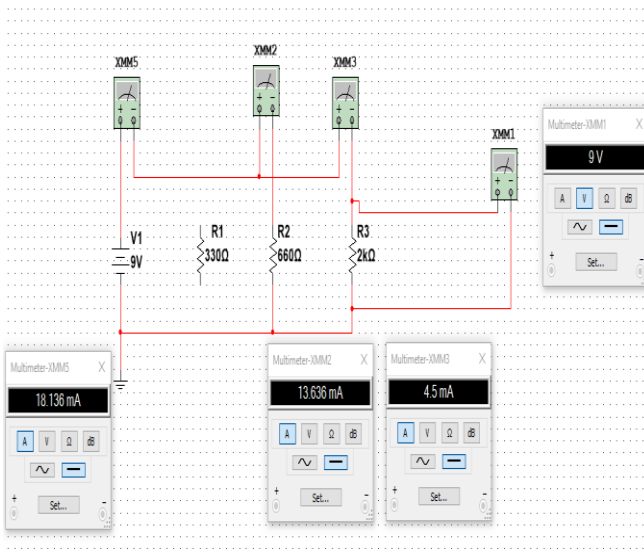 XMM5
XMM2
XMM3
XMM1
+ -
+ -
+ -
+ -
Multimeter-XMM1 X
9 V
A V Ω dB
Set...
+ -
V1
9V
R1
330Ω
R2
660Ω
R3
2kΩ
Multimeter-XMM5 X
18.136 mA
A V Ω dB
Set...
+ -
Multimeter-XMM2 X
13.636 mA
A V Ω dB
Set...
+ -
Multimeter-XMM3 X
4.5 mA
A V Ω dB
Set...
+ -